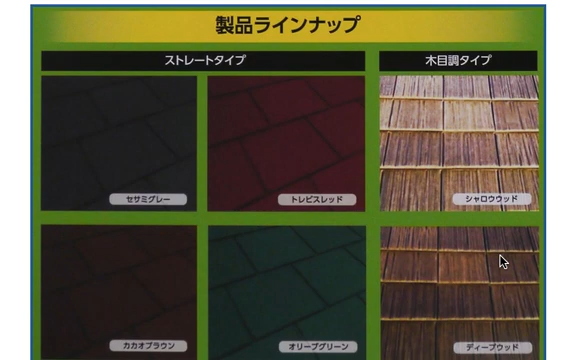 製品ラインナップ
ストレートタイプ
木目調タイプ
セサミグレー
トレビスレッド
シャロウウッド
カカオブラウン
オリーブグリーン
ディープウッド